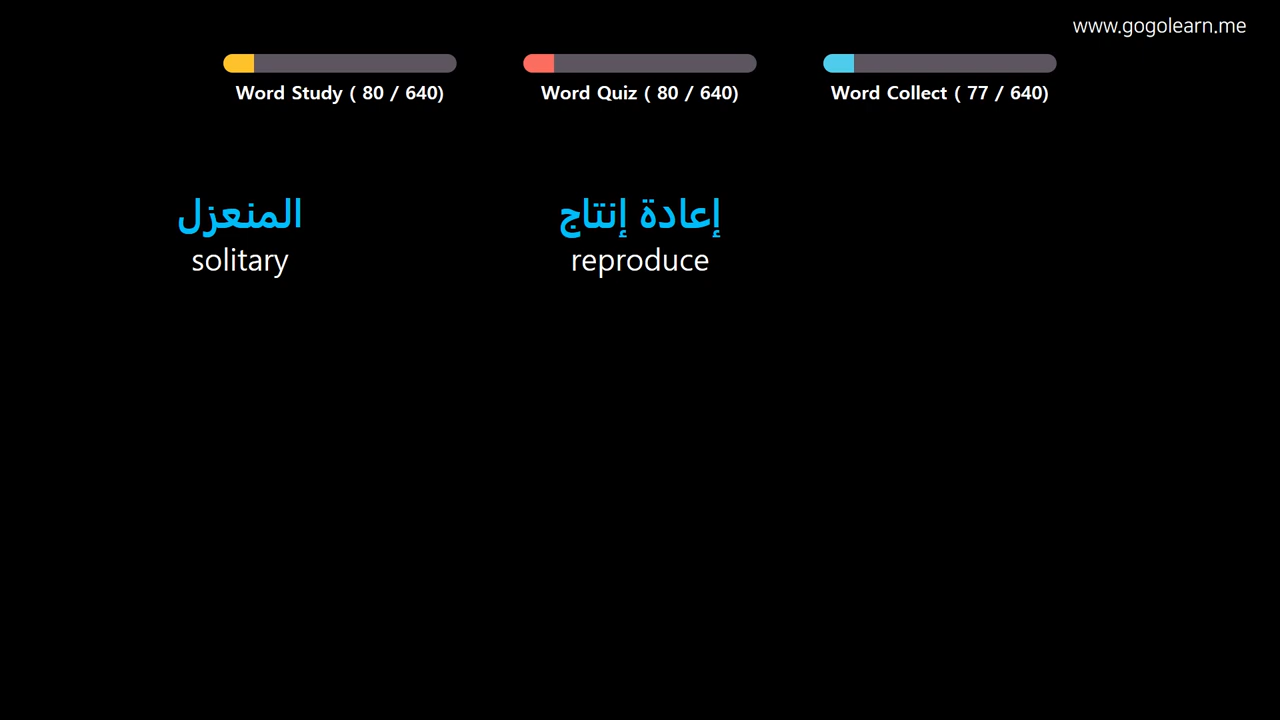 www.gogolearn.me
Word Study ( 80 / 640)
Word Quiz ( 80 / 640)
Word Collect ( 77 / 640)
المنعزل
solitary
إعادة إنتاج
reproduce